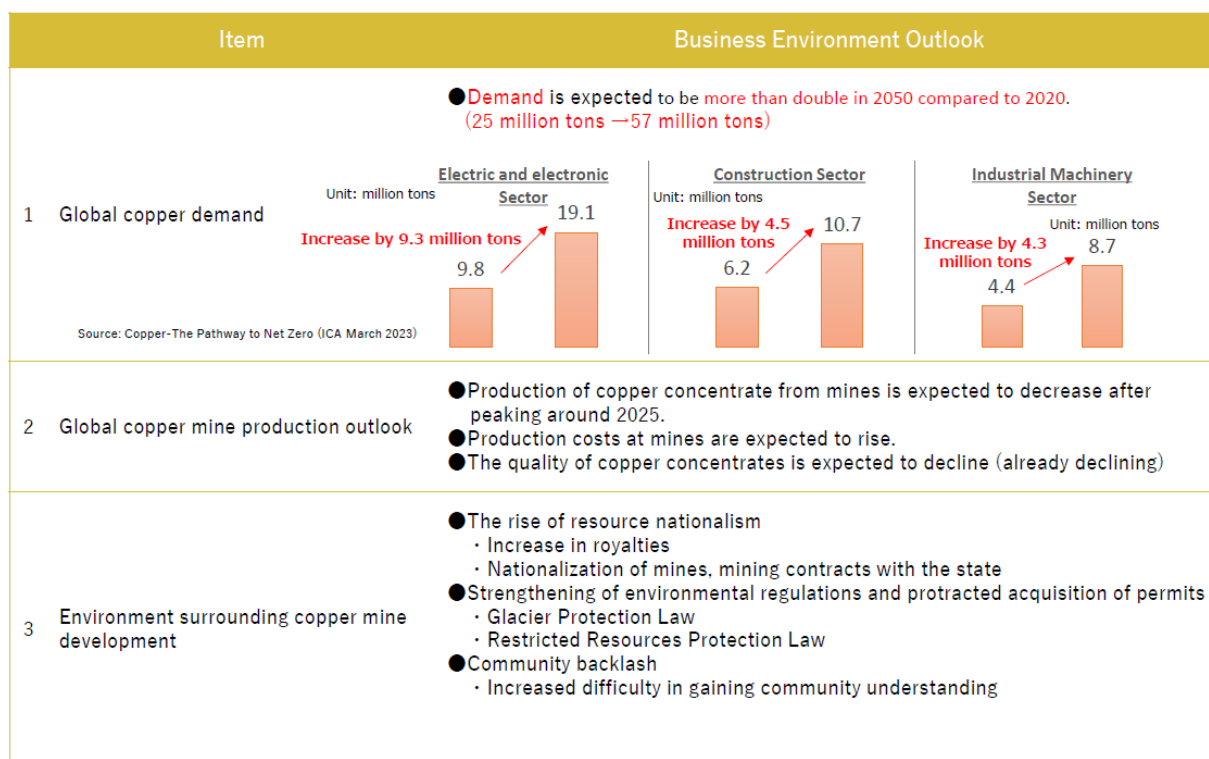 Item
Business Environment Outlook
1
Global copper demand
●Demand is expected to be more than double in 2050 compared to 2020.
(25 million tons →57 million tons)
Electric and electronic
Sector
Unit: million tons
Increase by 9.3 million tons
9.8
19.1
Construction Sector
Unit: million tons
Increase by 4.5
million tons
6.2
10.7
Industrial Machinery
Sector
Unit: million tons
Increase by 4.3
million tons
4.4
8.7
Source: Copper-The Pathway to Net Zero (ICA March 2023)
2
Global copper mine production outlook
●Production of copper concentrate from mines is expected to decrease after
peaking around 2025.
●Production costs at mines are expected to rise.
●The quality of copper concentrates is expected to decline (already declining)
3
Environment surrounding copper mine
development
●The rise of resource nationalism
・Increase in royalties
・Nationalization of mines, mining contracts with the state
●Strengthening of environmental regulations and protracted acquisition of permits
・Glacier Protection Law
・Restricted Resources Protection Law
●Community backlash
・Increased difficulty in gaining community understanding